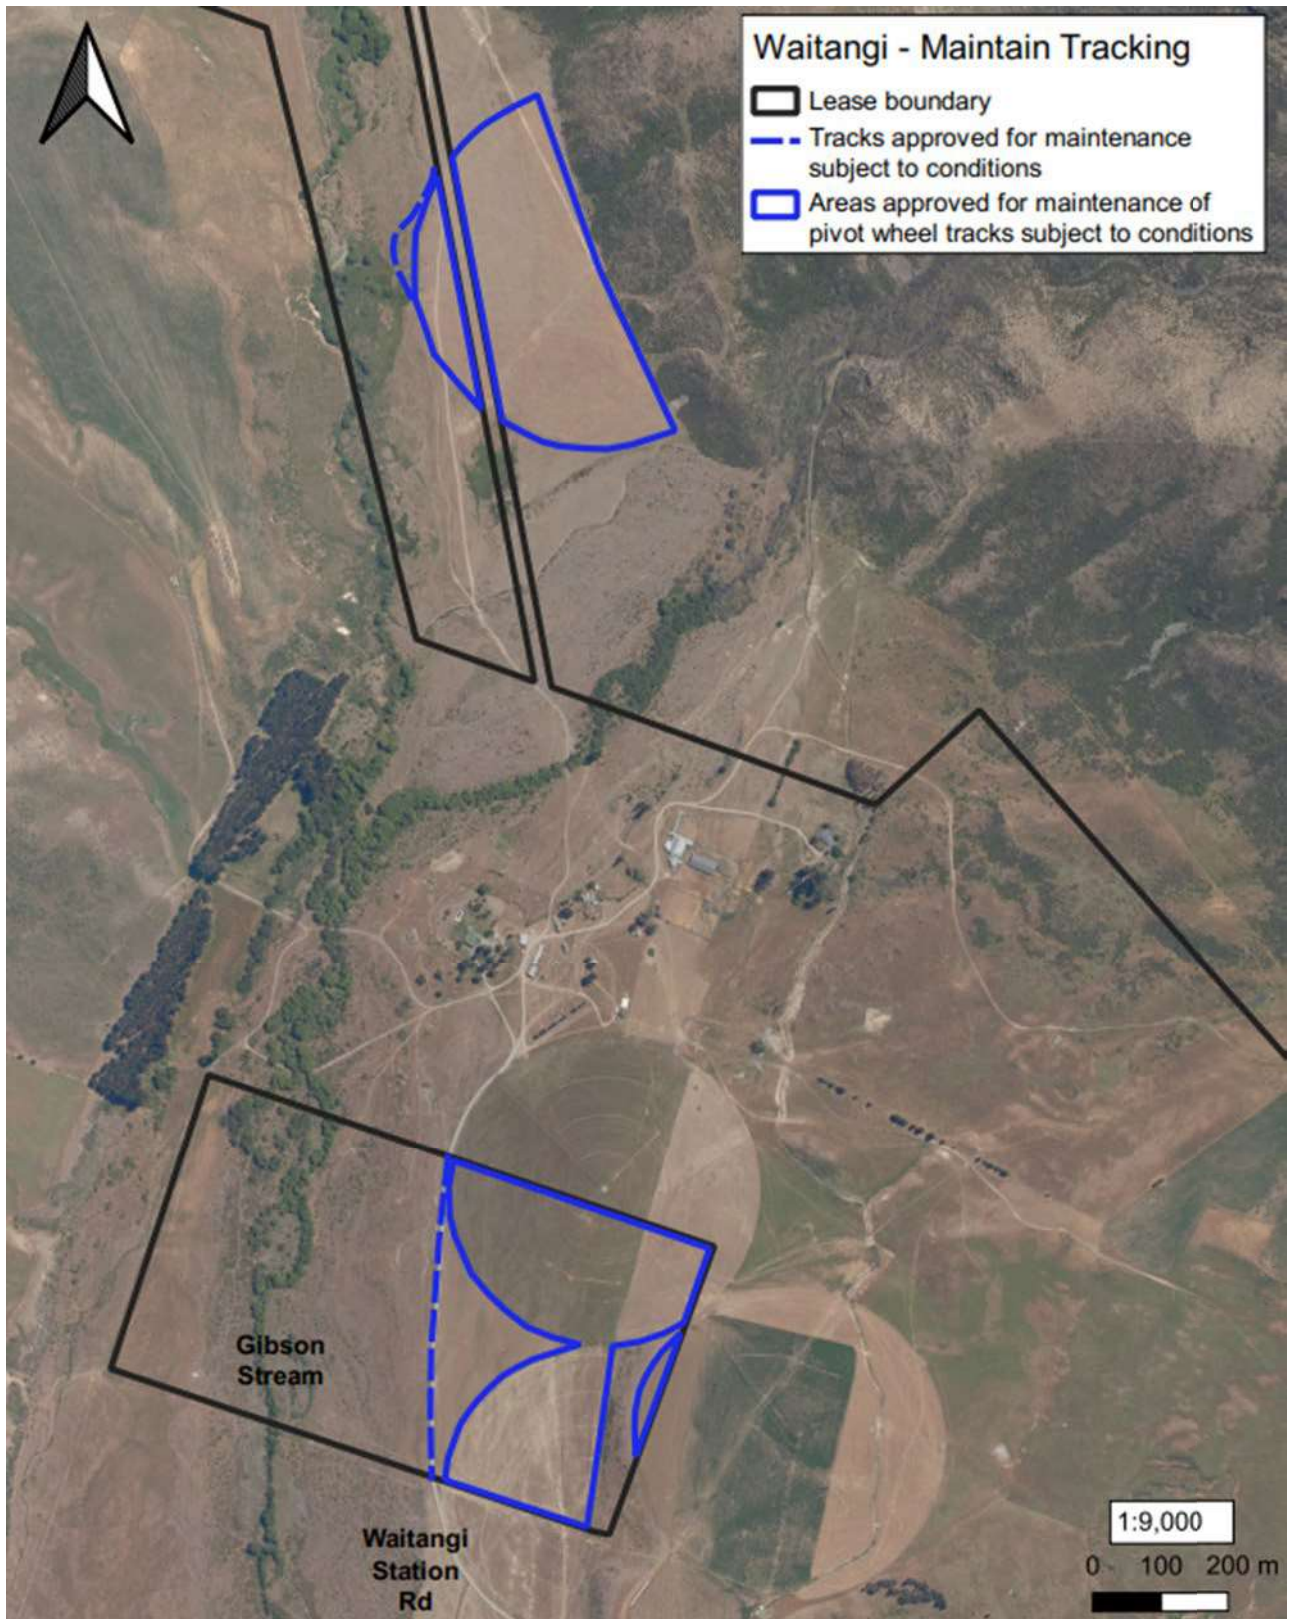 Waitangi - Maintain Tracking
Lease boundary
Tracks approved for maintenance
subject to conditions
Areas approved for maintenance of
pivot wheel tracks subject to conditions
Gibson
Stream
Waitangi
Station
Rd
1:9,000
0 100 200 m